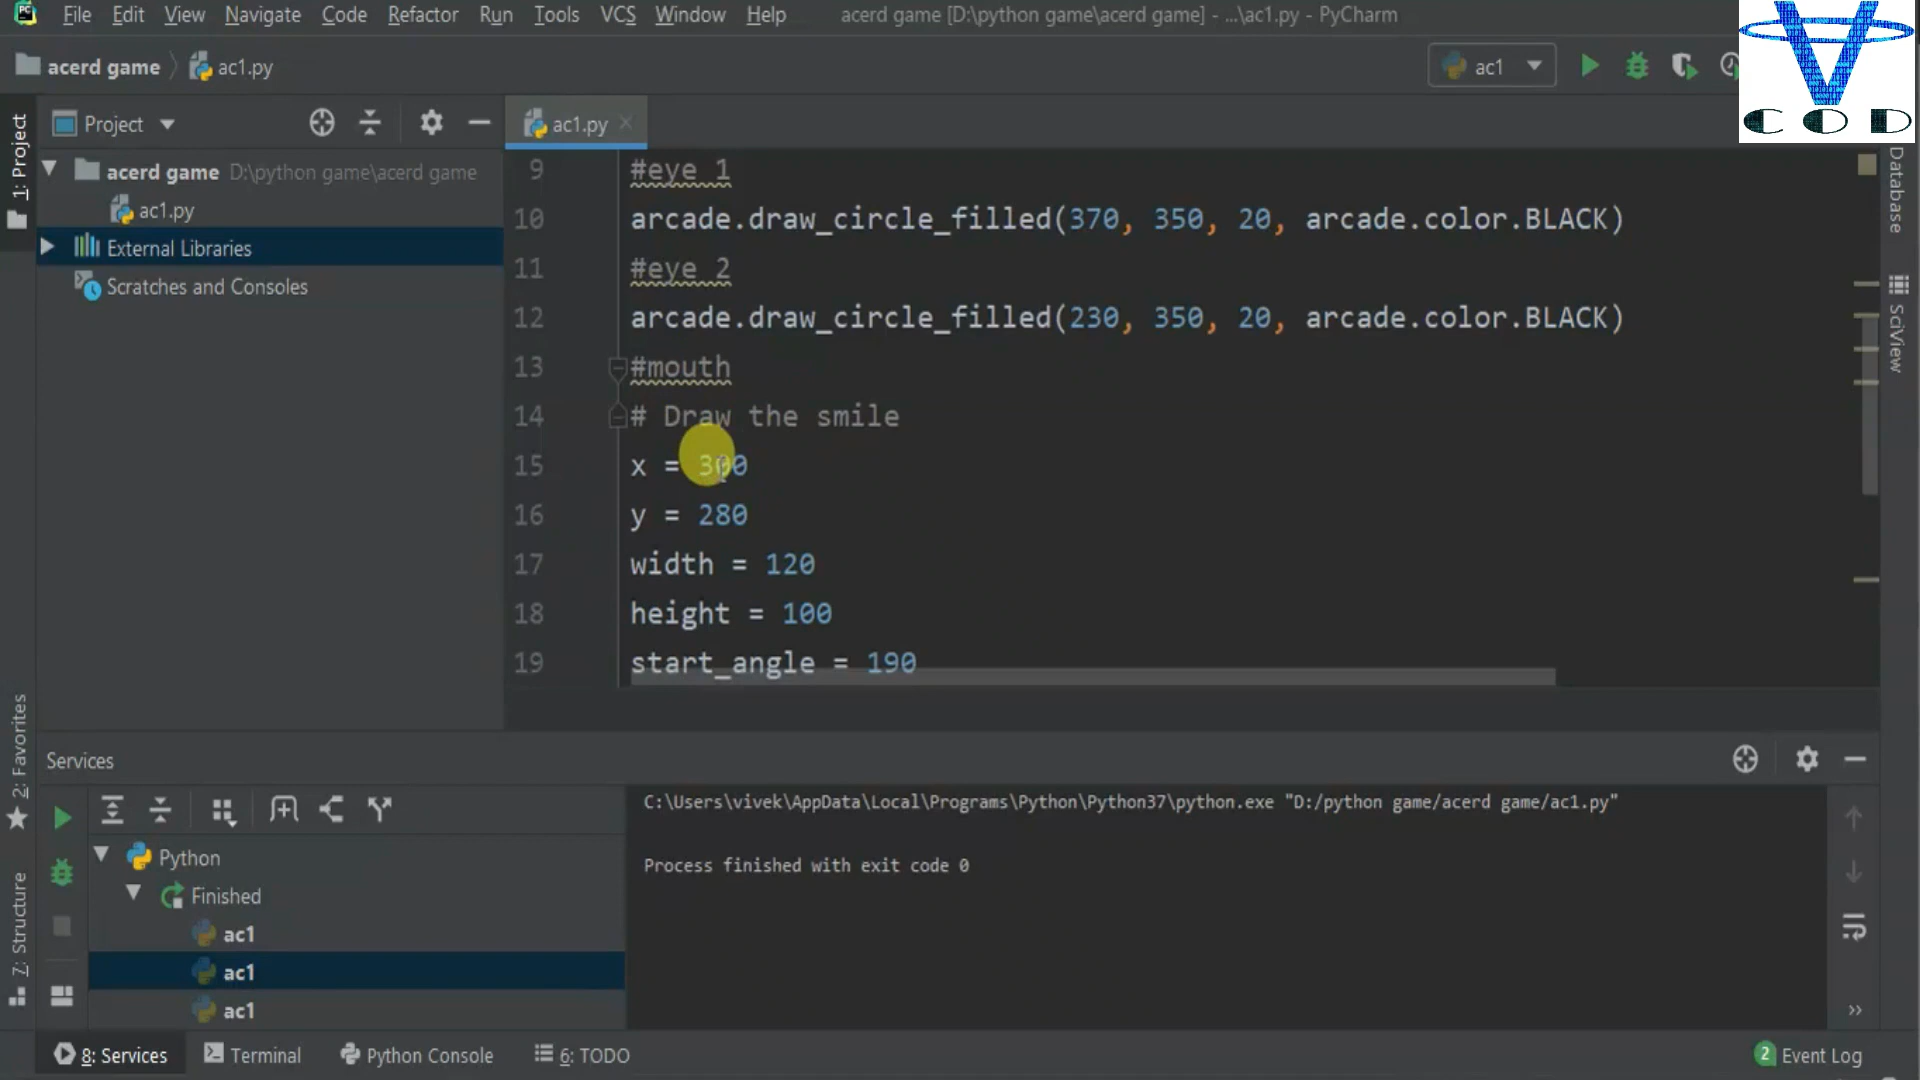 File Edit View Navigate Code Refactor Run Tools VCS Window Help acerd game [D:\python game\acerd game] - ...\ac1.py - PyCharm
acerd game ac1.py ac1
C O D
1: Project
Project
ac1.py
acerd game D:\python game\acerd game
ac1.py
External Libraries
Scratches and Consoles
9 #eye 1
10 arcade.draw_circle_filled(370, 350, 20, arcade.color.BLACK)
11 #eye 2
12 arcade.draw_circle_filled(230, 350, 20, arcade.color.BLACK)
13 #mouth
14 # Draw the smile
15 x = 300
16 y = 280
17 width = 120
18 height = 100
19 start_angle = 190
Database
SciView
2: Favorites
7: Structure
Services
Python
Finished
ac1
ac1
ac1
C:\Users\vivek\AppData\Local\Programs\Python\Python37\python.exe "D:/python game/acerd game/ac1.py"
Process finished with exit code 0
8: Services Terminal Python Console 6: TODO 2 Event Log